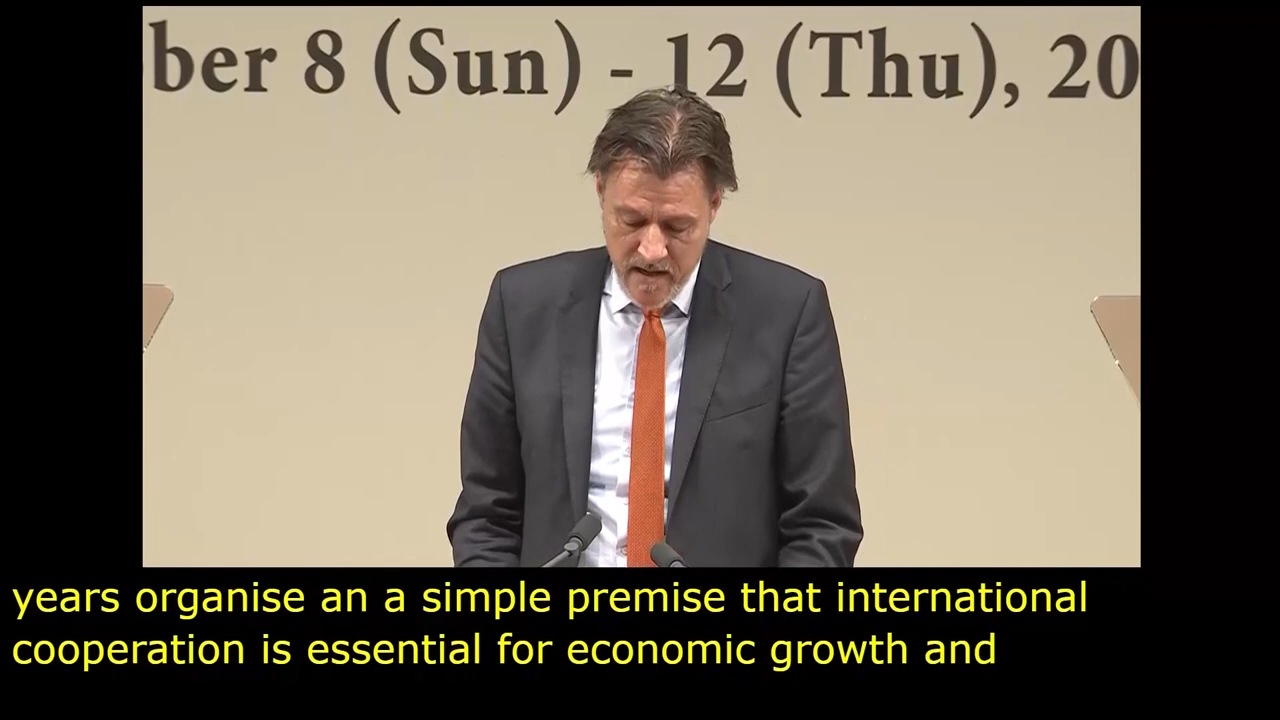 ber 8 (Sun) - 12 (Thu), 20
years organise an a simple premise that international
cooperation is essential for economic growth and